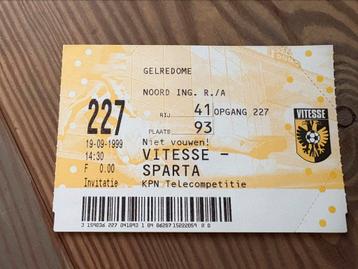 GELREDOME
NOORD ING. R./A
227
RIJ 41 OPGANG 227
PLAATS 93
19-09-1999
14:30
F 0.00
Invitatie
Niet vouwen!
VITESSE –
SPARTA
KPN Telecompetitie
VITESSE